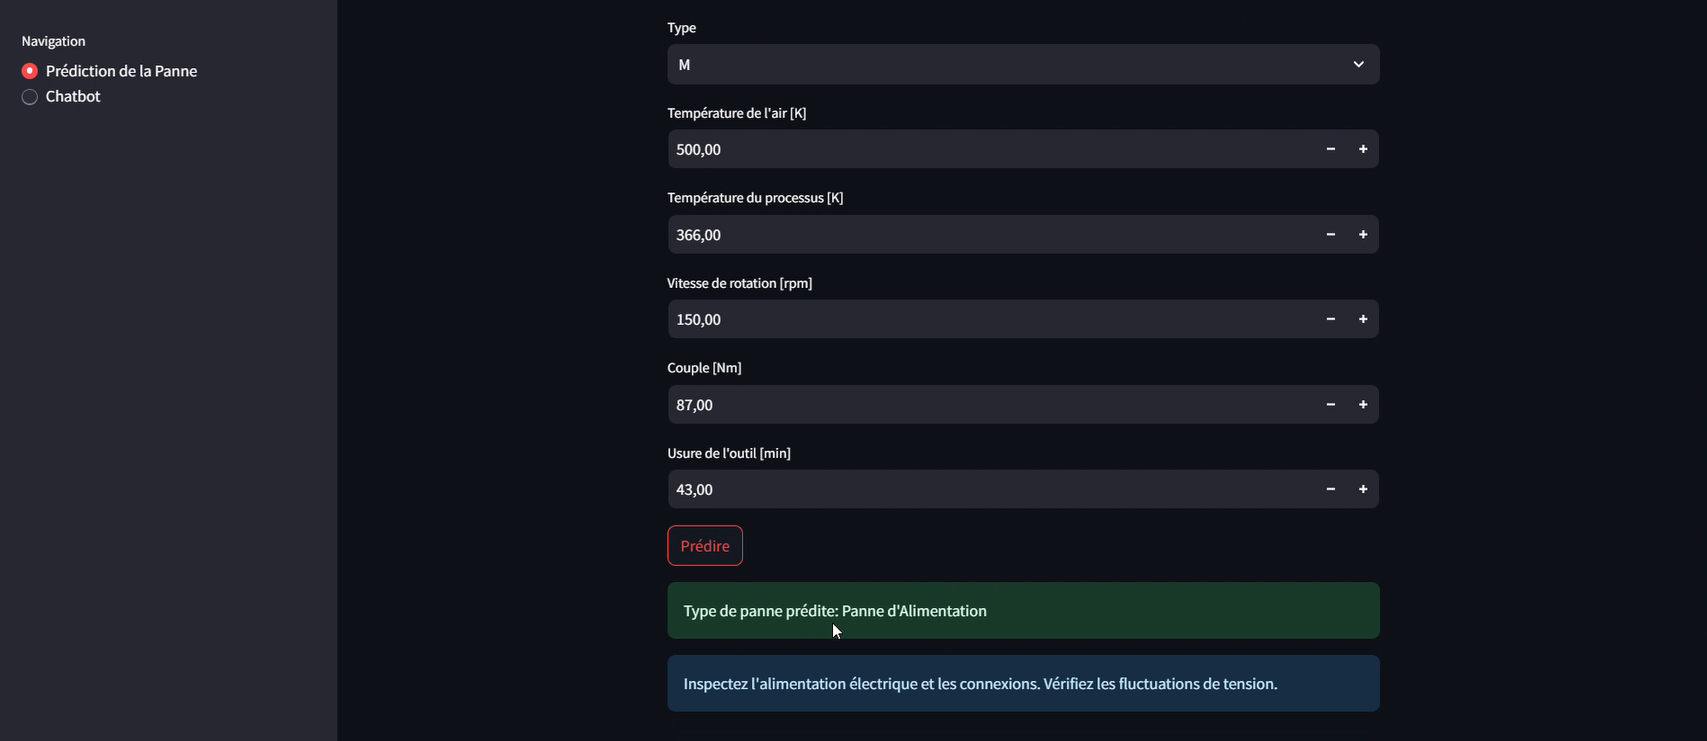 Navigation
Prédiction de la Panne
Chatbot
Type
M
Température de l'air [K]
500,00
Température du processus [K]
366,00
Vitesse de rotation [rpm]
150,00
Couple [Nm]
87,00
Usure de l'outil [min]
43,00
Prédire
Type de panne prédite: Panne d'Alimentation
Inspectez l'alimentation électrique et les connexions. Vérifiez les fluctuations de tension.